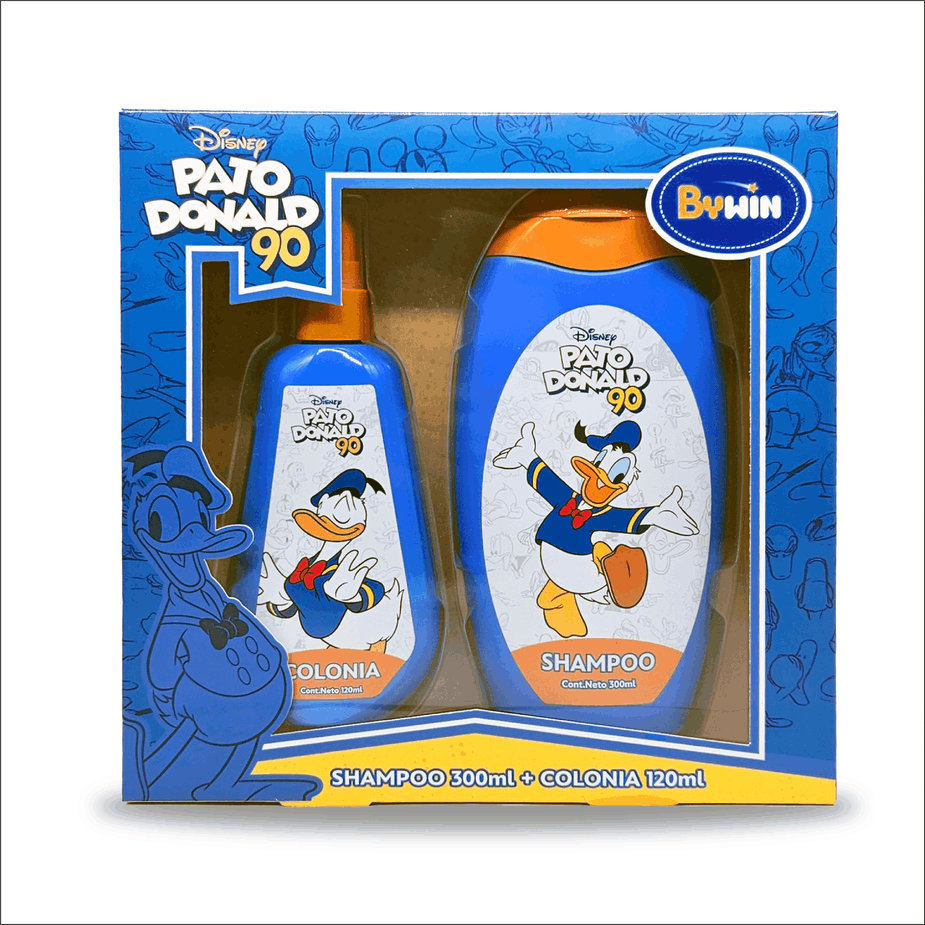 Disney
PATO
DONALD
90
BYWIN
Disney
PATO
DONALD
90
COLONIA
Cont.Neto 120ml
Disney
PATO
DONALD
90
SHAMPOO
Cont.Neto 300ml
SHAMPOO 300ml + COLONIA 120ml